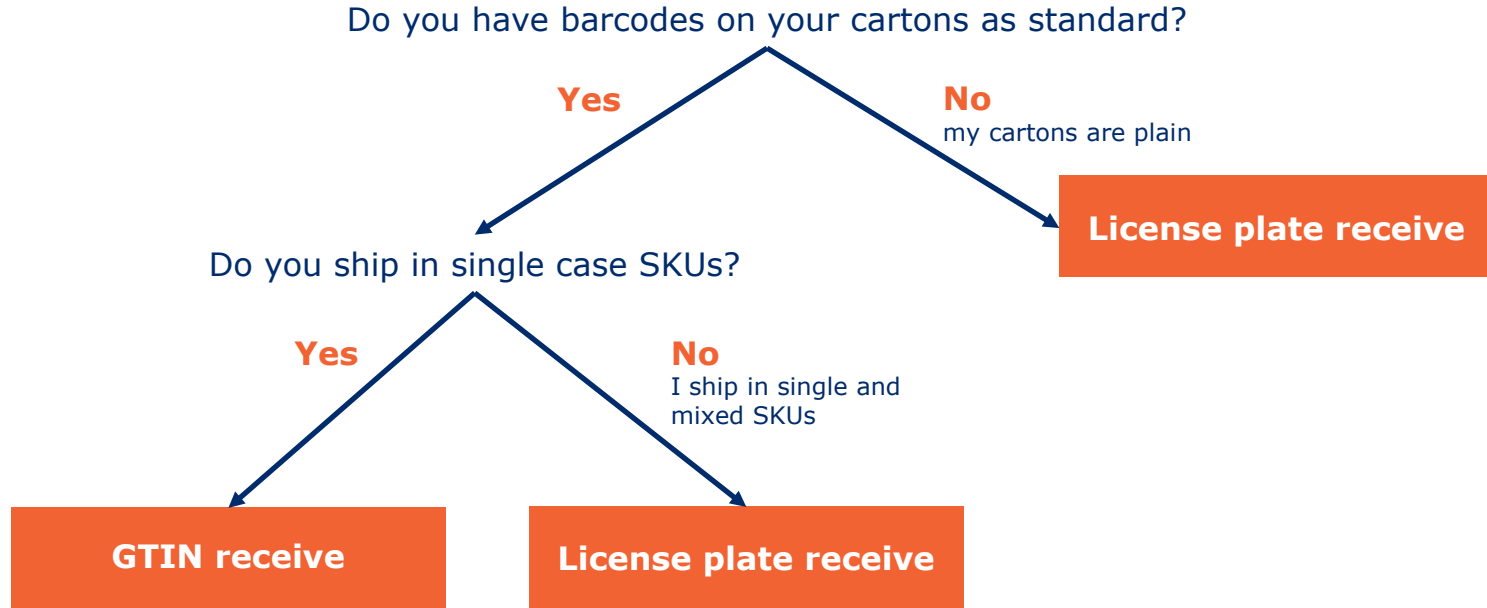 Do you have barcodes on your cartons as standard?
Yes
No
my cartons are plain
License plate receive
Do you ship in single case SKUs?
Yes
No
I ship in single and
mixed SKUs
GTIN receive
License plate receive